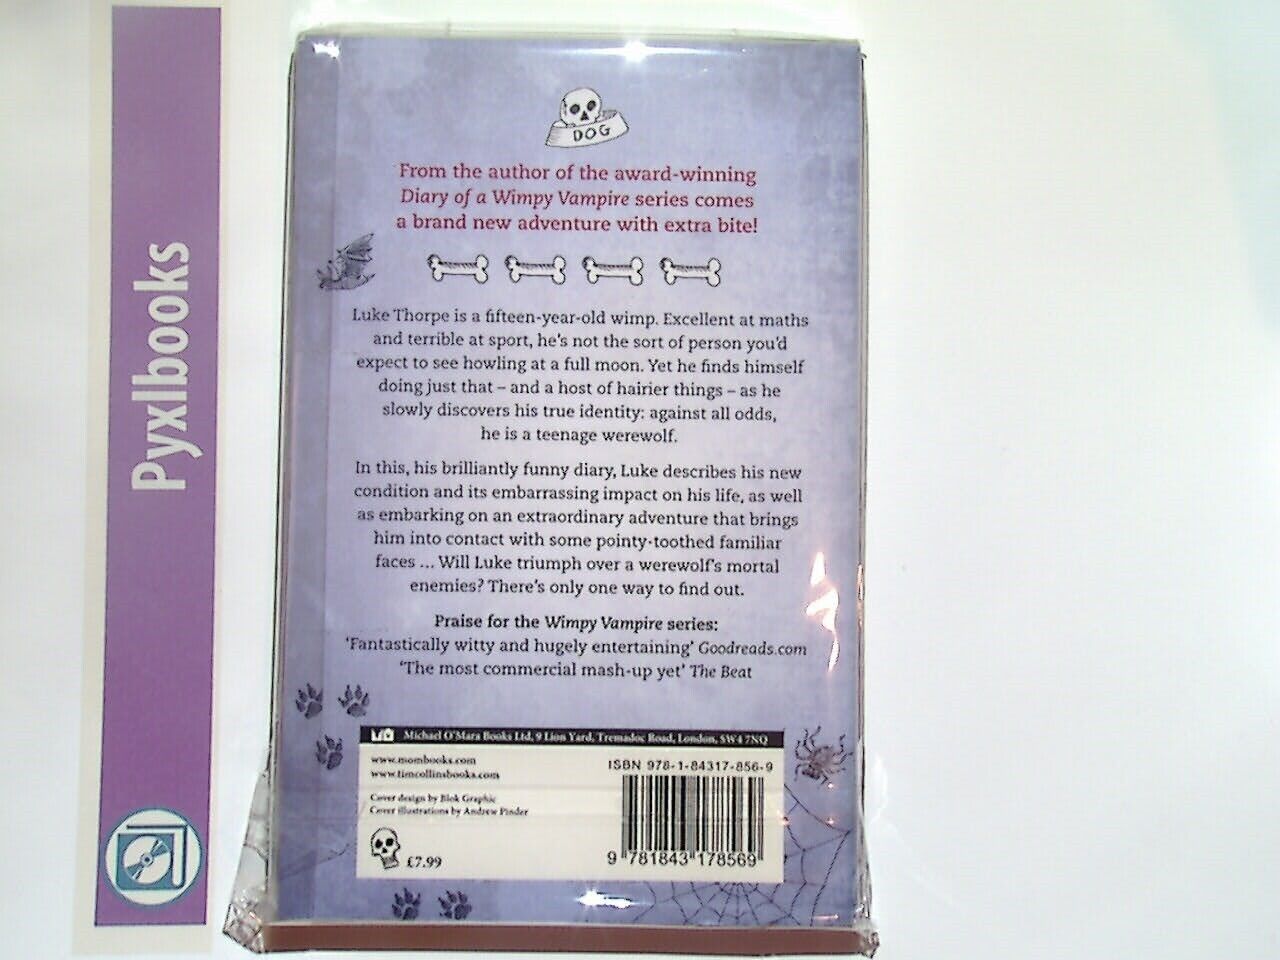 Pyxlbooks
DOG
From the author of the award-winning
Diary of a Wimpy Vampire series comes
a brand new adventure with extra bite!
Luke Thorpe is a fifteen-year-old wimp. Excellent at maths
and terrible at sport, he's not the sort of person you'd
expect to see howling at a full moon. Yet he finds himself
doing just that – and a host of hairier things – as he
slowly discovers his true identity: against all odds,
he is a teenage werewolf.
In this, his brilliantly funny diary, Luke describes his new
condition and its embarrassing impact on his life, as well
as embarking on an extraordinary adventure that brings
him into contact with some pointy-toothed familiar
faces ... Will Luke triumph over a werewolf's mortal
enemies? There's only one way to find out.
Praise for the Wimpy Vampire series:
'Fantastically witty and hugely entertaining' Goodreads.com
'The most commercial mash-up yet' The Beat
Michael O'Mara Books Ltd, 9 Lion Yard, Tremadoc Road, London, SW4 7NQ
www.mombooks.com
www.timcollinsbooks.com
Cover design by Blok Graphic
Cover illustrations by Andrew Pinder
£7.99
ISBN 978-1-84317-856-9
9 781843 178569